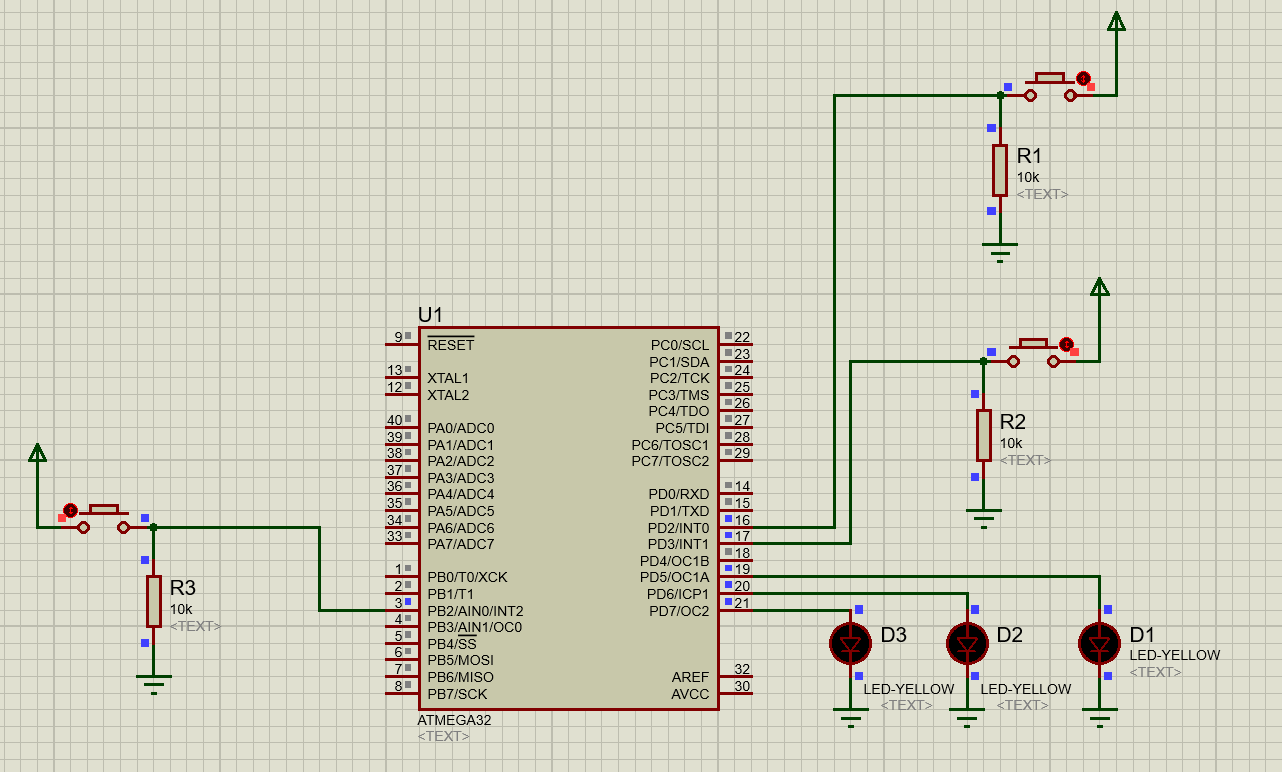 R1
10k
<TEXT>
U1
9 RESET PC0/SCL 22
PC1/SDA 23
13 XTAL1 PC2/TCK 24
12 XTAL2 PC3/TMS 25
PC4/TDO 26
40 PA0/ADC0 PC5/TDI 27
39 PA1/ADC1 PC6/TOSC1 28
38 PA2/ADC2 PC7/TOSC2 29
37 PA3/ADC3
36 PA4/ADC4 PD0/RXD 14
35 PA5/ADC5 PD1/TXD 15
34 PA6/ADC6 PD2/INT0 16
33 PA7/ADC7 PD3/INT1 17
PD4/OC1B 18
1 PB0/T0/XCK PD5/OC1A 19
2 PB1/T1 PD6/ICP1 20
3 PB2/AIN0/INT2 PD7/OC2 21
4 PB3/AIN1/OC0
5 PB4/SS
6 PB5/MOSI
7 PB6/MISO AREF 32
8 PB7/SCK AVCC 30
ATMEGA32
<TEXT>
R2
10k
<TEXT>
R3
10k
<TEXT>
D3
LED-YELLOW
<TEXT>
D2
LED-YELLOW
<TEXT>
D1
LED-YELLOW
<TEXT>